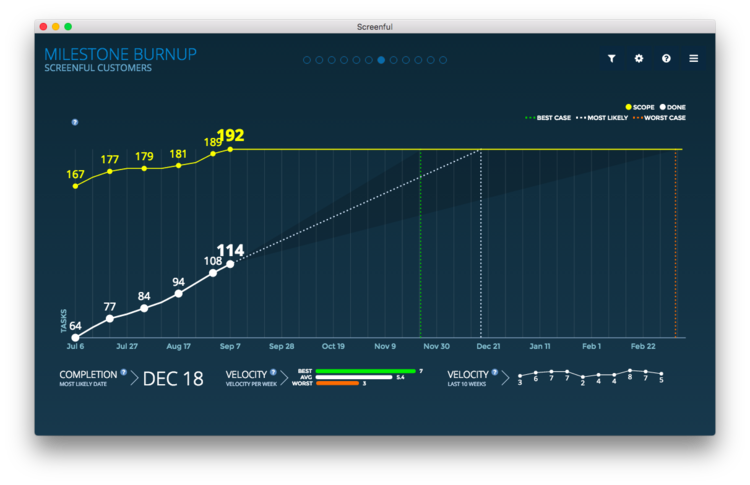 Screenful
MILESTONE BURNUP
SCREENFUL CUSTOMERS
SCOPE DONE
BEST CASE MOST LIKELY WORST CASE
167 177 179 181 189 192
64 77 84 94 108 114
TASKS
Jul 6 Jul 27 Aug 17 Sep 7 Sep 28 Oct 19 Nov 9 Nov 30 Dec 21 Jan 11 Feb 1 Feb 22
COMPLETION ?
MOST LIKELY DATE
DEC 18
VELOCITY ?
VELOCITY PER WEEK
BEST 7
AVG 5.4
WORST 3
VELOCITY ?
LAST 10 WEEKS
3 6 7 7 2 4 4 8 7 5